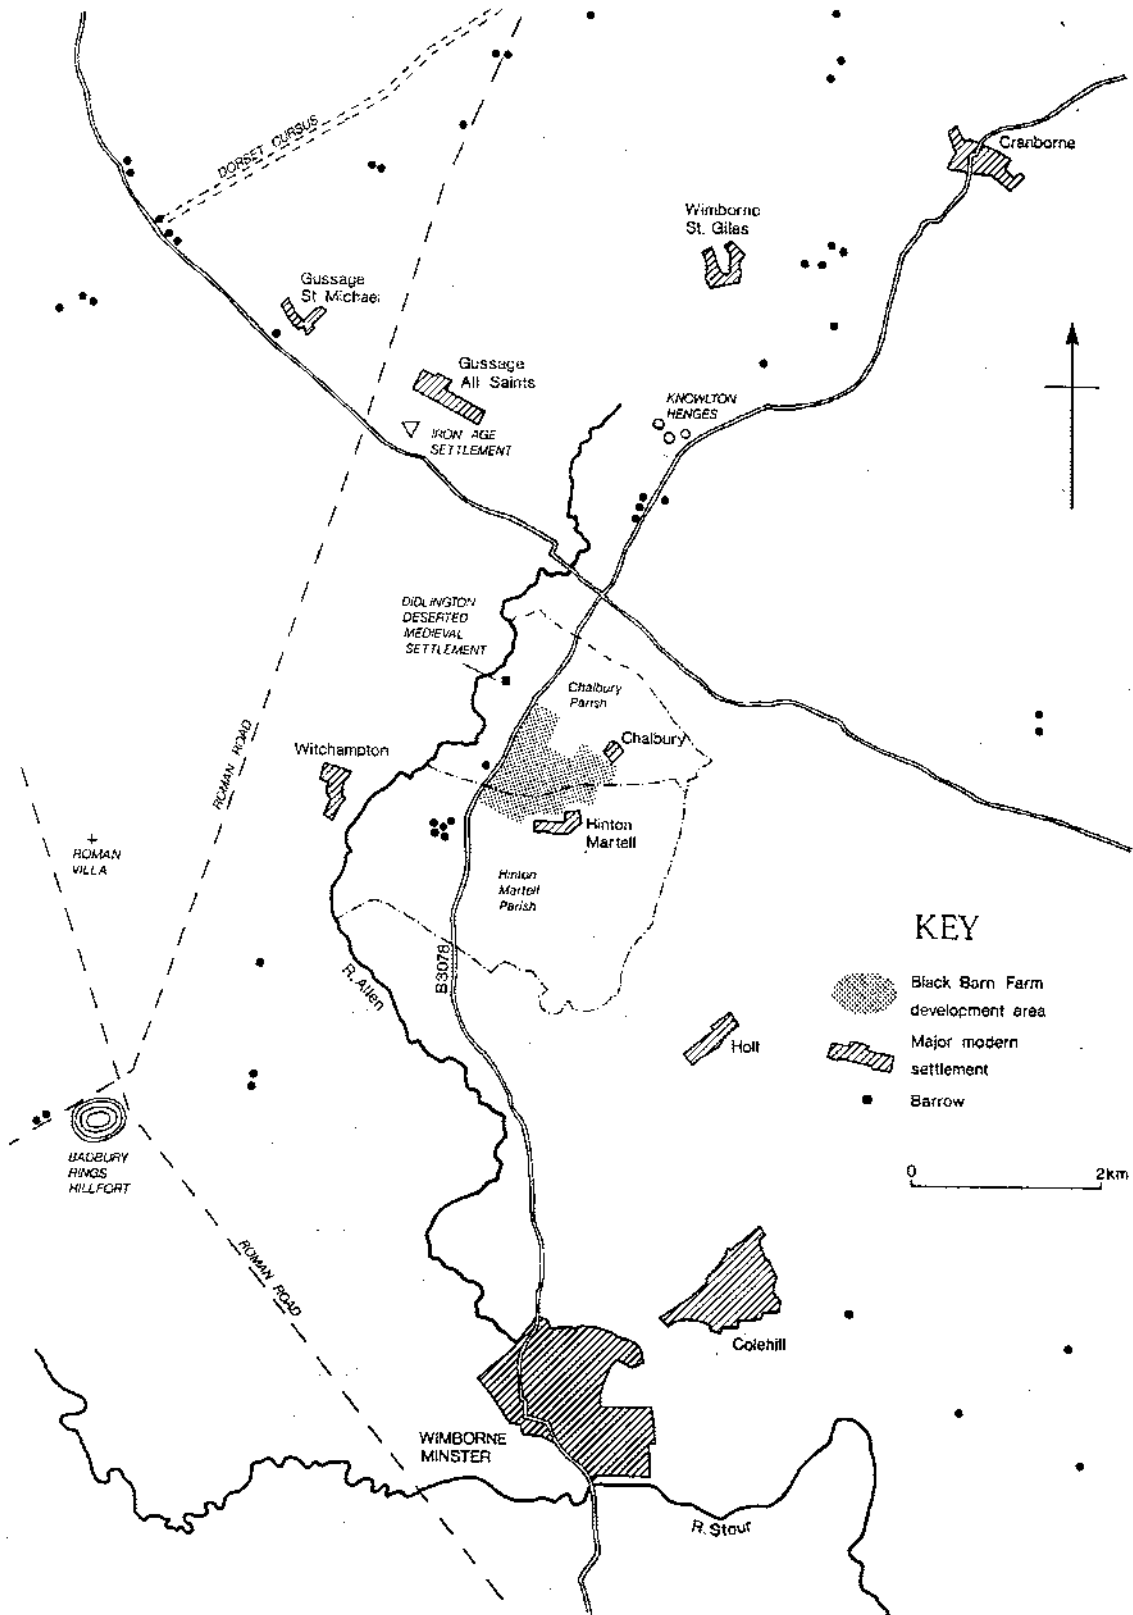 DORSET CURSUS
Cranborne
Wimborne
St. Giles
Gussage
St Michael
Gussage
All Saints
KNOWLTON
HENGES
IRON AGE
SETTLEMENT
DIDLINGTON
DESERTED
MEDIEVAL
SETTLEMENT
Chalbury
Parish
Chalbury
Witchampton
ROMAN ROAD
Hinton
Martell
ROMAN
VILLA
Hinton
Martell
Parish
KEY
B3078
R. Allen
Black Barn Farm
development area
Holt
Major modern
settlement
Barrow
BADBURY
RINGS
HILLFORT
0 2km
ROMAN ROAD
Colehill
WIMBORNE
MINSTER
R. Stour